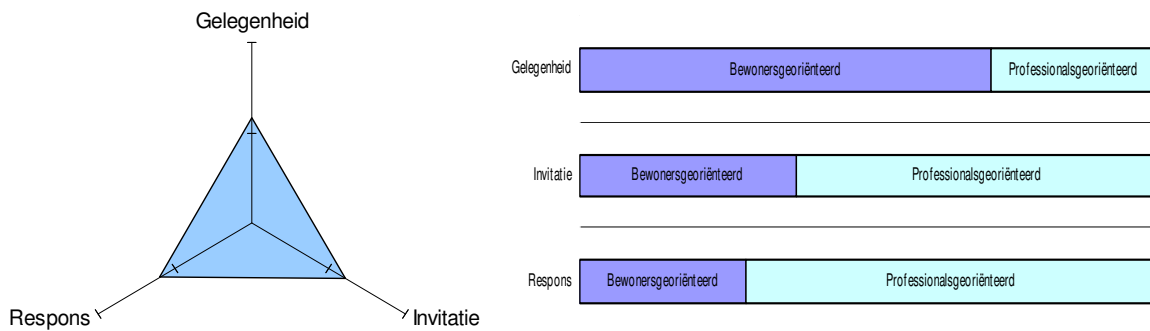 Gelegenheid
Respons
Invitatie
Gelegenheid
Bewonersgeoriënteerd
Professionalsgeoriënteerd
Invitatie
Bewonersgeoriënteerd
Professionalsgeoriënteerd
Respons
Bewonersgeoriënteerd
Professionalsgeoriënteerd